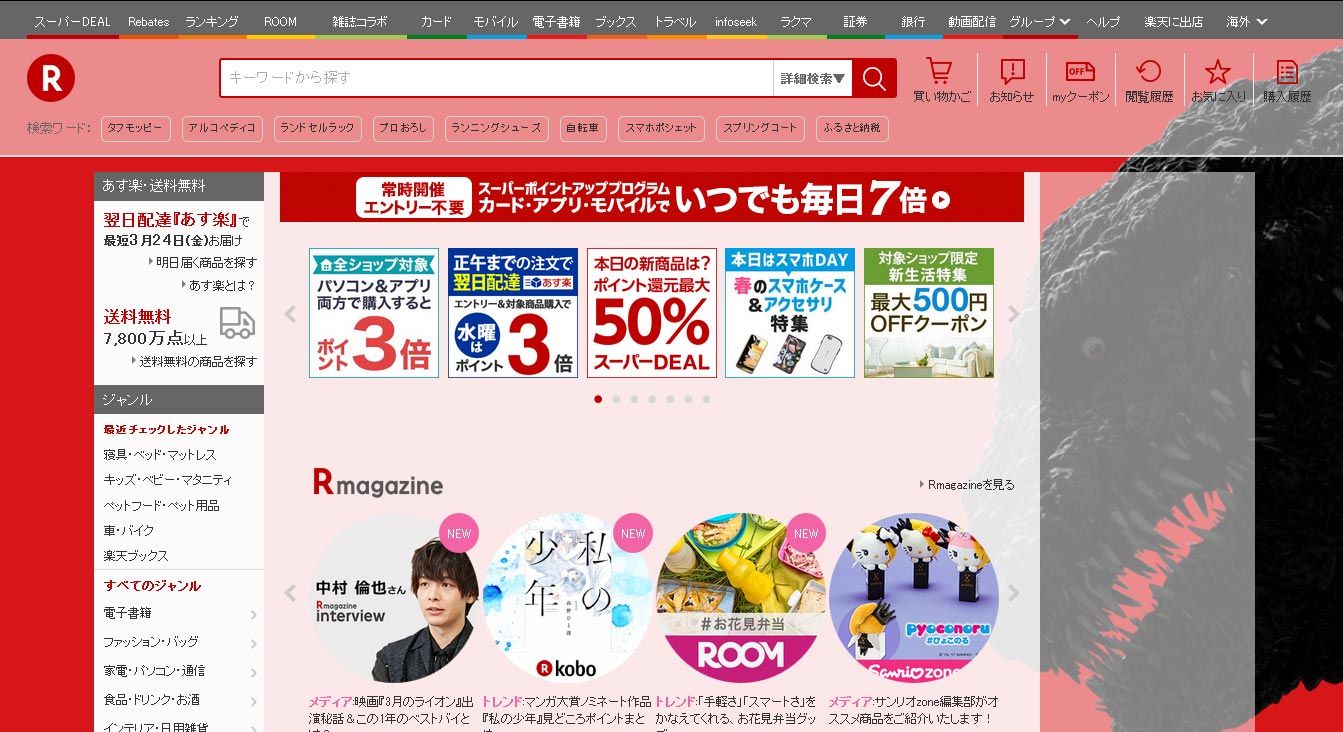 スーパーDEAL Rebates ランキング ROOM 雑誌コラボ カード モバイル 電子書籍 ブックス トラベル infoseek ラクマ 証券 銀行 動画配信 グループ ヘルプ 楽天に出店 海外
R
キーワードから探す
詳細検索▼
買い物かご お知らせ myクーポン 閲覧履歴 お気に入り 購入履歴
OFF
検索ワード: タフモッピー アルコペディコ ランドセルラック プロおろし ランニングシューズ 自転車 スマホポシェット スプリングコート ふるさと納税
あす楽・送料無料
翌日配達『あす楽』で
最短3月24日(金)お届け
明日届く商品を探す
あす楽とは?
送料無料
7,800万点以上
送料無料の商品を探す
ジャンル
最近チェックしたジャンル
寝具・ベッド・マットレス
キッズ・ベビー・マタニティ
ペットフード・ペット用品
車・バイク
楽天ブックス
すべてのジャンル
電子書籍
ファッション・バッグ
家電・パソコン・通信
食品・ドリンク・お酒
インテリア・日用雑貨
常時開催
エントリー不要
スーパーポイントアッププログラム
カード・アプリ・モバイルで
いつでも毎日7倍
全ショップ対象
パソコン&アプリ
両方で購入すると
ポイント3倍
正午までの注文で
翌日配達 あす楽
エントリー&対象商品購入で
水曜は
ポイント3倍
本日の新商品は?
ポイント還元最大
50%
スーパーDEAL
本日はスマホDAY
春のスマホケース
&アクセサリ
特集
対象ショップ限定
新生活特集
最大500円
OFFクーポン
R magazine
Rmagazineを見る
NEW
中村 倫也さん
Rmagazine
interview
メディア:映画『3月のライオン』出
演秘話&この1年のベストバイと
NEW
私の少年
高野ひと深
R kobo
トレンド:マンガ大賞ノミネート作品
『私の少年』見どころポイントまと
NEW
#お花見弁当
ROOM
トレンド:「手軽さ」「スマートさ」を
かなえてくれる、お花見弁当グッ
pyoconoru
#ぴょこのる
Sanrio zone
メディア:サンリオzone編集部がオ
ススメ商品をご紹介いたします!